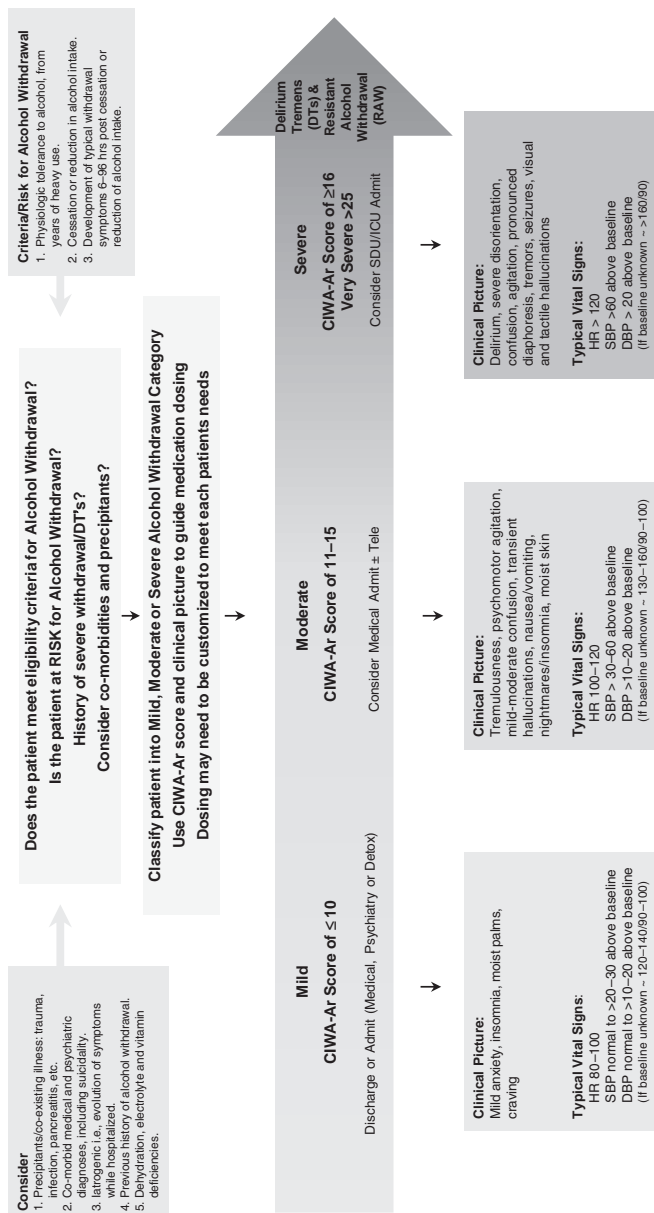 Consider
1. Precipitants/co-existing illness: trauma,
infection, pancreatitis, etc.
2. Co-morbid medical and psychiatric
diagnoses, including suicidality.
3. Iatrogenic i.e., evolution of symptoms
while hospitalized.
4. Previous history of alcohol withdrawal.
5. Dehydration, electrolyte and vitamin
deficiencies.
Does the patient meet eligibility criteria for Alcohol Withdrawal?
Is the patient at RISK for Alcohol Withdrawal?
History of severe withdrawal/DT's?
Consider co-morbidities and precipitants?
Criteria/Risk for Alcohol Withdrawal
1. Physiologic tolerance to alcohol, from
years of heavy use.
2. Cessation or reduction in alcohol intake.
3. Development of typical withdrawal
symptoms 6–96 hrs post cessation or
reduction of alcohol intake.
Classify patient into Mild, Moderate or Severe Alcohol Withdrawal Category
Use CIWA-Ar score and clinical picture to guide medication dosing
Dosing may need to be customized to meet each patients needs
Mild
CIWA-Ar Score of ≤10
Discharge or Admit (Medical, Psychiatry or Detox)
Moderate
CIWA-Ar Score of 11–15
Consider Medical Admit ± Tele
Severe
CIWA-Ar Score of ≥16
Very Severe >25
Consider SDU/ICU Admit
Delirium
Tremens
(DTs) &
Resistant
Alcohol
Withdrawal
(RAW)
Clinical Picture:
Mild anxiety, insomnia, moist palms,
craving
Typical Vital Signs:
HR 80–100
SBP normal to >20–30 above baseline
DBP normal to >10–20 above baseline
(If baseline unknown ~ 120–140/90–100)
Clinical Picture:
Tremulousness, psychomotor agitation,
mild-moderate confusion, transient
hallucinations, nausea/vomiting,
nightmares/insomnia, moist skin
Typical Vital Signs:
HR 100–120
SBP > 30–60 above baseline
DBP >10–20 above baseline
(If baseline unknown ~ 130–160/90–100)
Clinical Picture:
Delirium, severe disorientation,
confusion, agitation, pronounced
diaphoresis, tremors, seizures, visual
and tactile hallucinations
Typical Vital Signs:
HR > 120
SBP >60 above baseline
DBP > 20 above baseline
(If baseline unknown ~ >160/90)